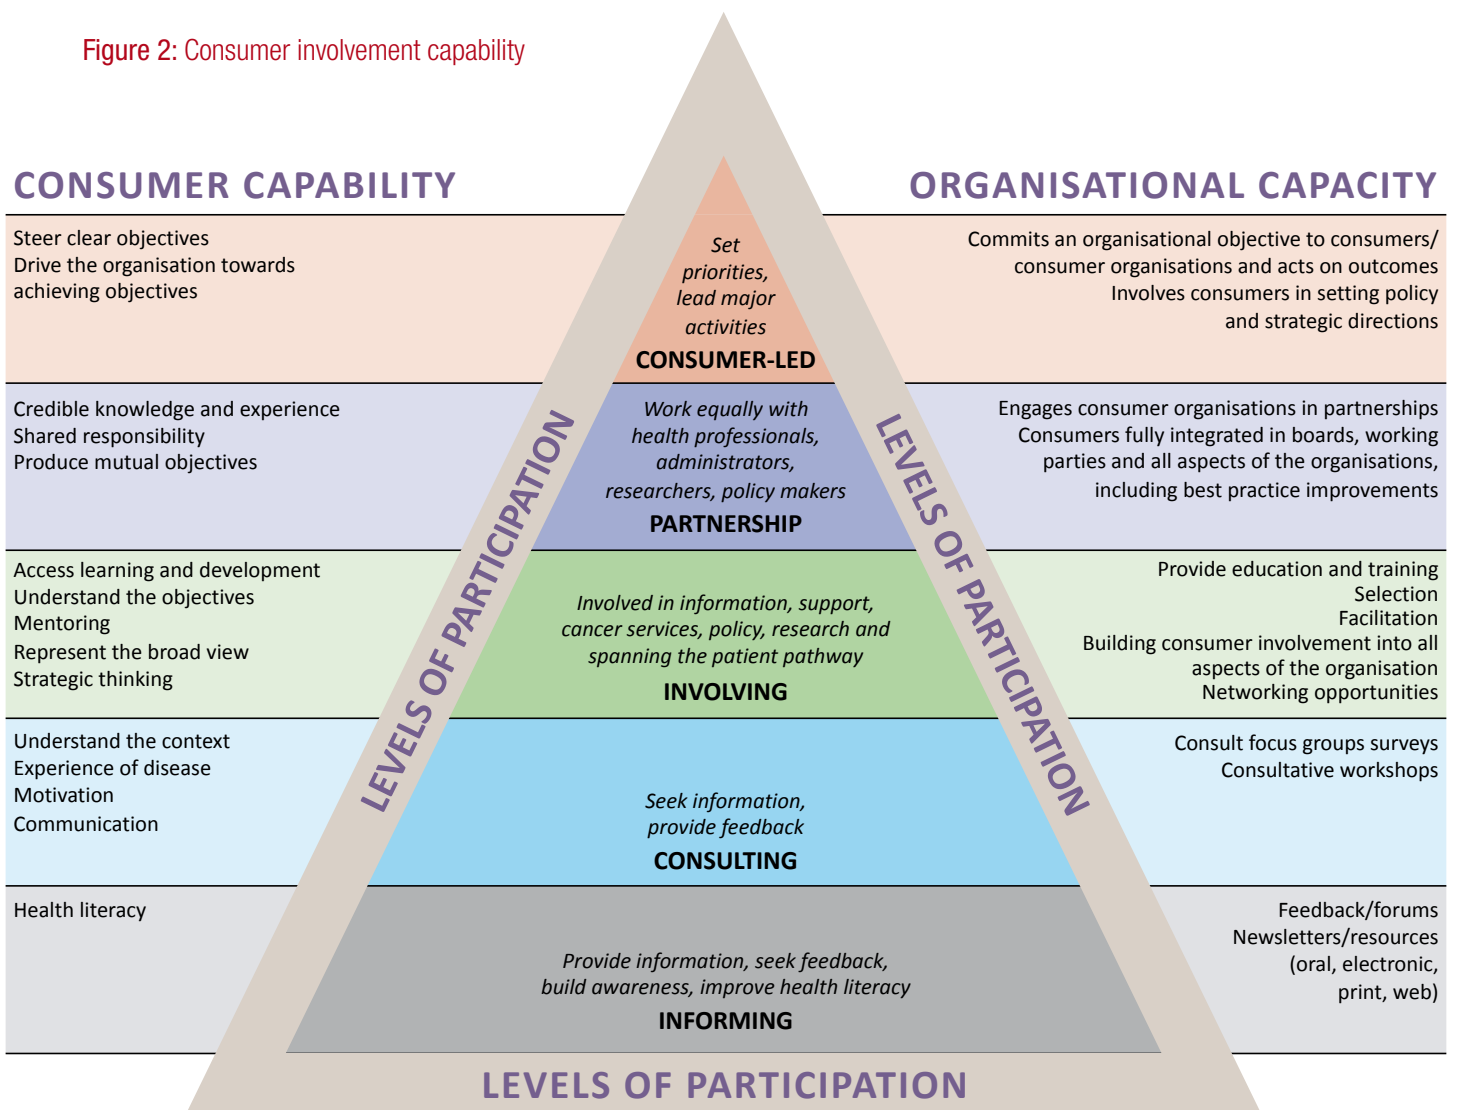 Figure 2: Consumer involvement capability
CONSUMER CAPABILITY
ORGANISATIONAL CAPACITY
Steer clear objectives
Drive the organisation towards
achieving objectives
Set
priorities,
lead major
activities
CONSUMER-LED
Commits an organisational objective to consumers/
consumer organisations and acts on outcomes
Involves consumers in setting policy
and strategic directions
Credible knowledge and experience
Shared responsibility
Produce mutual objectives
Work equally with
health professionals,
administrators,
researchers, policy makers
PARTNERSHIP
Engages consumer organisations in partnerships
Consumers fully integrated in boards, working
parties and all aspects of the organisations,
including best practice improvements
Access learning and development
Understand the objectives
Mentoring
Represent the broad view
Strategic thinking
Involved in information, support,
cancer services, policy, research and
spanning the patient pathway
INVOLVING
Provide education and training
Selection
Facilitation
Building consumer involvement into all
aspects of the organisation
Networking opportunities
Understand the context
Experience of disease
Motivation
Communication
Seek information,
provide feedback
CONSULTING
Consult focus groups surveys
Consultative workshops
Health literacy
Provide information, seek feedback,
build awareness, improve health literacy
INFORMING
Feedback/forums
Newsletters/resources
(oral, electronic,
print, web)
LEVELS OF PARTICIPATION
LEVELS OF PARTICIPATION
LEVELS OF PARTICIPATION